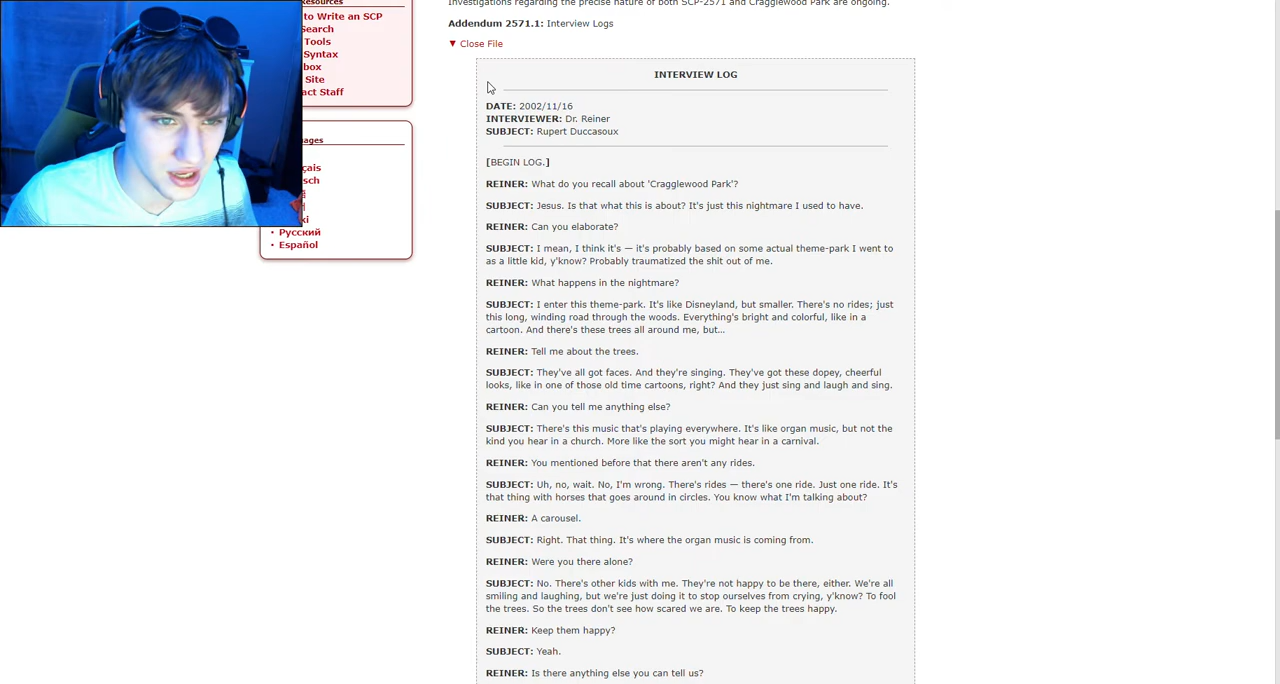 Resources
to Write an SCP
Search
Tools
Syntax
box
Site
act Staff
uages
çais
sch
ki
• Русский
• Español
Investigations regarding the precise nature of both SCP-2571 and Cragglewood Park are ongoing.
Addendum 2571.1: Interview Logs
▼ Close File
INTERVIEW LOG
DATE: 2002/11/16
INTERVIEWER: Dr. Reiner
SUBJECT: Rupert Duccasoux
[BEGIN LOG.]
REINER: What do you recall about 'Cragglewood Park'?
SUBJECT: Jesus. Is that what this is about? It's just this nightmare I used to have.
REINER: Can you elaborate?
SUBJECT: I mean, I think it's — it's probably based on some actual theme-park I went to
as a little kid, y'know? Probably traumatized the shit out of me.
REINER: What happens in the nightmare?
SUBJECT: I enter this theme-park. It's like Disneyland, but smaller. There's no rides; just
this long, winding road through the woods. Everything's bright and colorful, like in a
cartoon. And there's these trees all around me, but...
REINER: Tell me about the trees.
SUBJECT: They've all got faces. And they're singing. They've got these dopey, cheerful
looks, like in one of those old time cartoons, right? And they just sing and laugh and sing.
REINER: Can you tell me anything else?
SUBJECT: There's this music that's playing everywhere. It's like organ music, but not the
kind you hear in a church. More like the sort you might hear in a carnival.
REINER: You mentioned before that there aren't any rides.
SUBJECT: Uh, no, wait. No, I'm wrong. There's rides — there's one ride. Just one ride. It's
that thing with horses that goes around in circles. You know what I'm talking about?
REINER: A carousel.
SUBJECT: Right. That thing. It's where the organ music is coming from.
REINER: Were you there alone?
SUBJECT: No. There's other kids with me. They're not happy to be there, either. We're all
smiling and laughing, but we're just doing it to stop ourselves from crying, y'know? To fool
the trees. So the trees don't see how scared we are. To keep the trees happy.
REINER: Keep them happy?
SUBJECT: Yeah.
REINER: Is there anything else you can tell us?